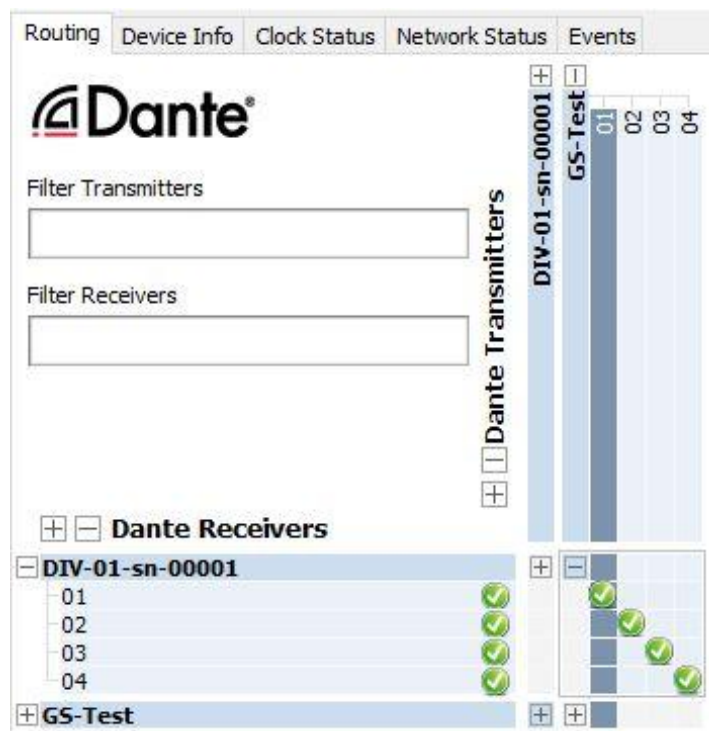 Routing Device Info Clock Status Network Status Events
Dante®
Filter Transmitters
Filter Receivers
Dante Transmitters
DIV-01-sn-00001
GS-Test
01
02
03
04
Dante Receivers
DIV-01-sn-00001
01
02
03
04
GS-Test